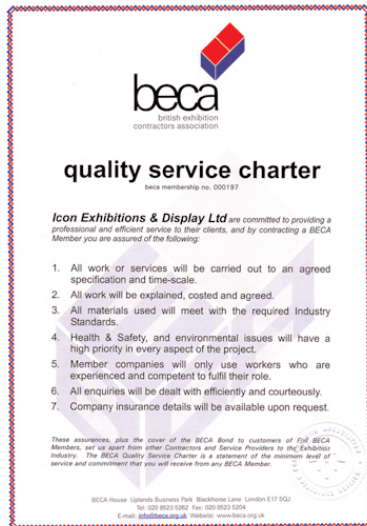 beca
british exhibition
contractors association
quality service charter
beca membership no. 000197
Icon Exhibitions & Display Ltd are committed to providing a
professional and efficient service to their clients, and by contracting a BECA
Member you are assured of the following:
1. All work or services will be carried out to an agreed
specification and time-scale.
2. All work will be explained, costed and agreed.
3. All materials used will meet with the required Industry
Standards.
4. Health & Safety, and environmental issues will have a
high priority in every aspect of the project.
5. Member companies will only use workers who are
experienced and competent to fulfil their role.
6. All enquiries will be dealt with efficiently and courteously.
7. Company insurance details will be available upon request.
These assurances, plus the cover of the BECA Bond to customers of Full BECA
Members, set us apart from other Contractors and Service Providers to the Exhibition
Industry. The BECA Quality Service Charter is a statement of the minimum level of
service and commitment that you will receive from any BECA Member.
BECA House Uplands Business Park Blackhorse Lane London E17 5QJ
Tel: 020 8523 5262 Fax: 020 8523 5204
E-mail: info@beca.org.uk Website: www.beca.org.uk